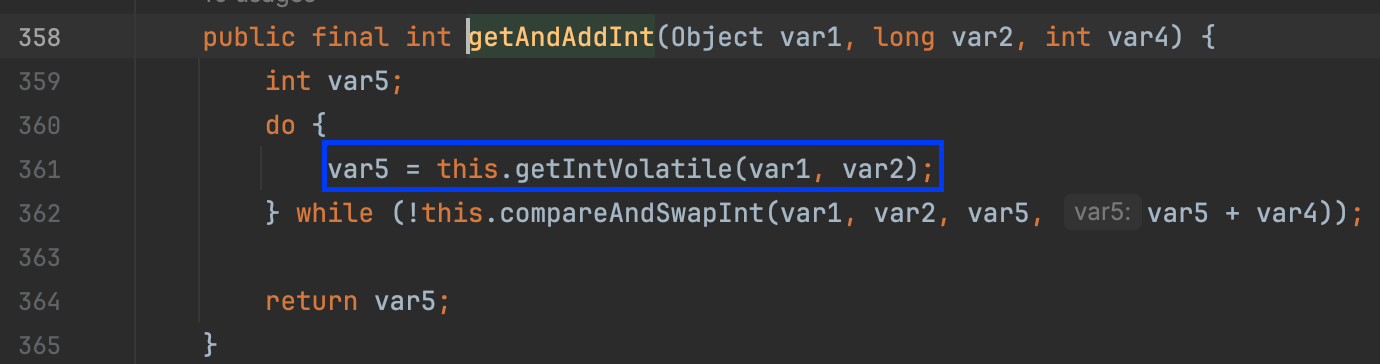 358 public final int getAndAddInt(Object var1, long var2, int var4) {
359 int var5;
360 do {
361 var5 = this.getIntVolatile(var1, var2);
362 } while (!this.compareAndSwapInt(var1, var2, var5, var5: var5 + var4));
363
364 return var5;
365 }